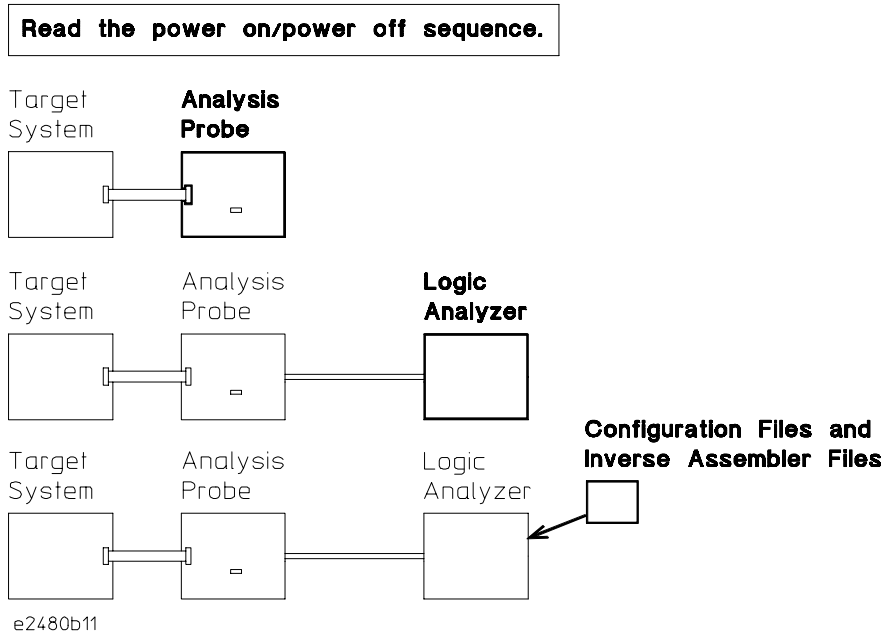 Read the power on/power off sequence.
Target
System
Analysis
Probe
Target
System
Analysis
Probe
Logic
Analyzer
Configuration Files and
Inverse Assembler Files
Target
System
Analysis
Probe
Logic
Analyzer
e2480b11